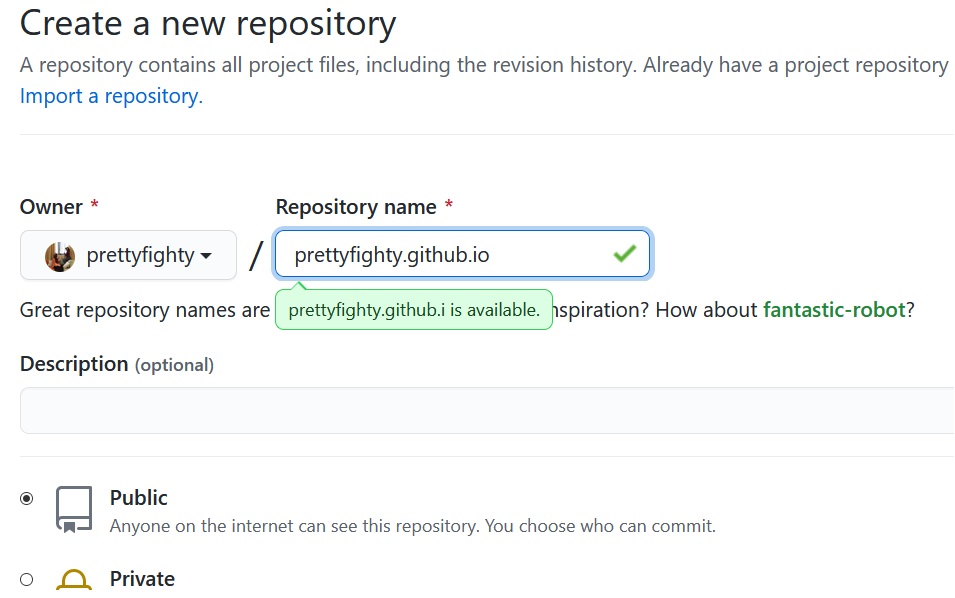 Create a new repository
A repository contains all project files, including the revision history. Already have a project repository
Import a repository.
Owner *
Repository name *
prettyfighty
/
prettyfighty.github.io
Great repository names are
prettyfighty.github.i is available.
nspiration? How about fantastic-robot?
Description (optional)
Public
Anyone on the internet can see this repository. You choose who can commit.
Private